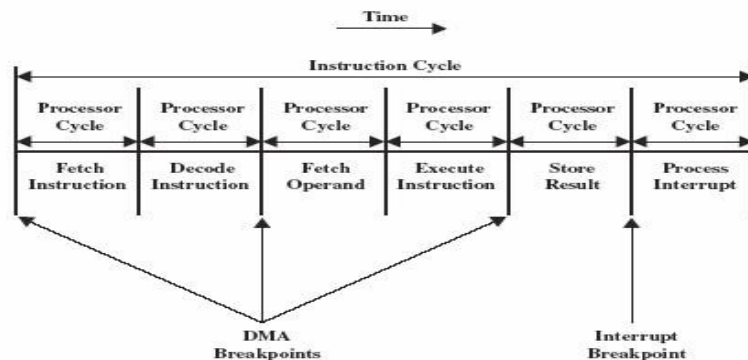 Time
Instruction Cycle
Processor Processor Processor Processor Processor Processor
Cycle Cycle Cycle Cycle Cycle Cycle
Fetch Decode Fetch Execute Store Process
Instruction Instruction Operand Instruction Result Interrupt
DMA Interrupt
Breakpoints Breakpoint